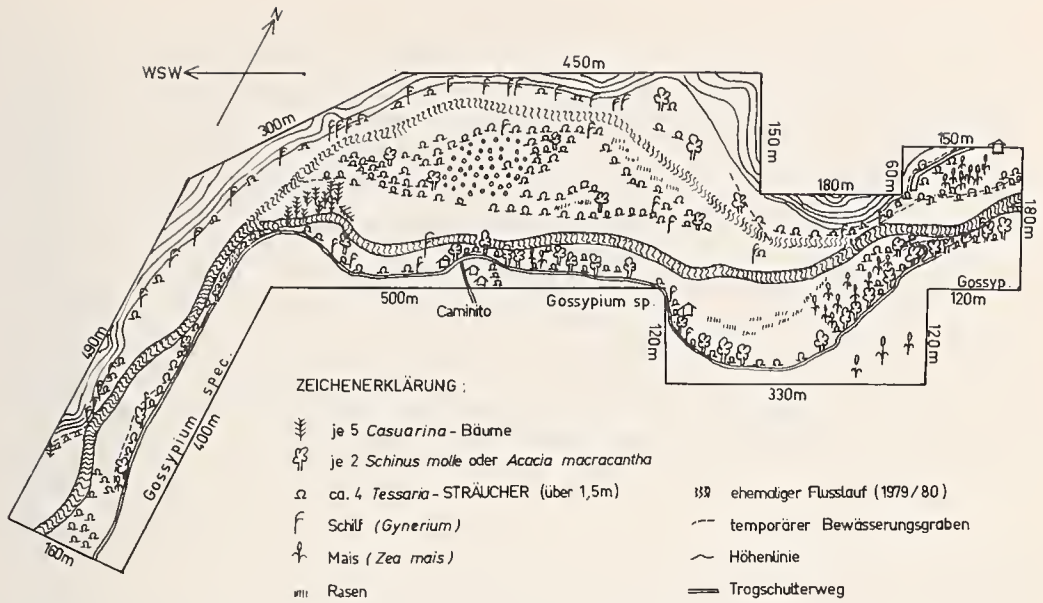 N
WSW
450m
300m
150m
150m
60m
180m
180m
490m
500m
Gossypium sp.
Gossyp.
120m
Caminito
120m
120m
330m
Gossypium spec.
400m
160m
ZEICHENERKLÄRUNG :
je 5 Casuarina - Bäume
je 2 Schinus molle oder Acacia macracantha
ca. 4 Tessaria - STRÄUCHER (über 1,5m)
Schilf (Gynerium)
Mais (Zea mais)
Rasen
ehemaliger Flusslauf (1979/80)
temporärer Bewässerungsgraben
Höhenlinie
Trogschulterweg